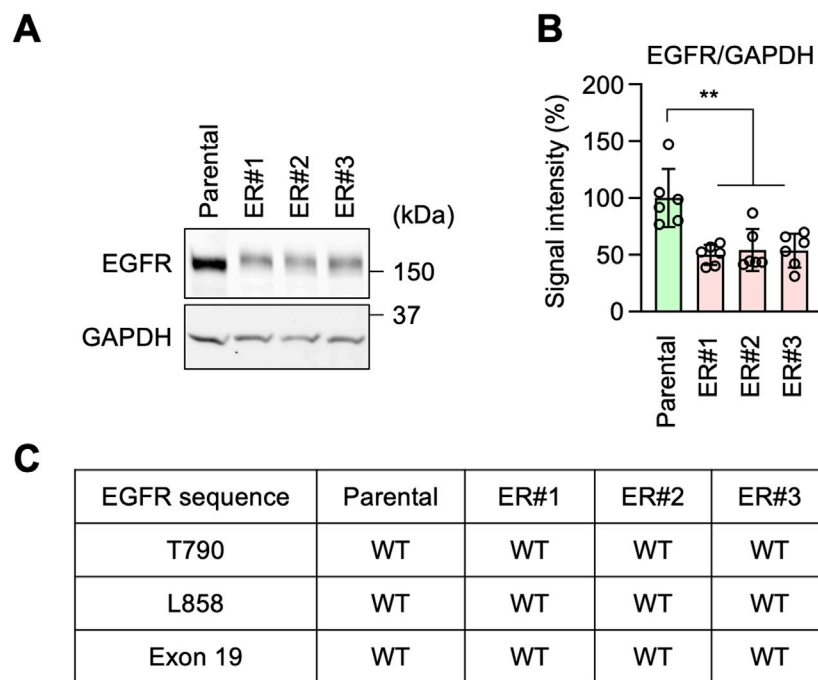 A
Parental
ER#1
ER#2
ER#3
(kDa)
EGFR
150
37
GAPDH
B
EGFR/GAPDH
Signal intensity (%)
200
150
100
50
0
**
Parental
ER#1
ER#2
ER#3
C
EGFR sequence Parental ER#1 ER#2 ER#3
T790 WT WT WT WT
L858 WT WT WT WT
Exon 19 WT WT WT WT